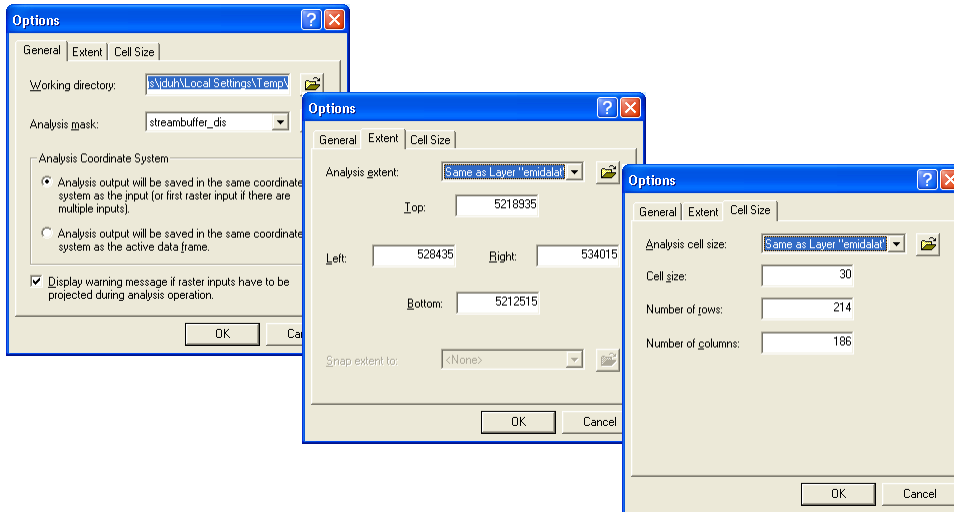 Options
General Extent Cell Size
Working directory: s\jduh\Local Settings\Temp\
Analysis mask: streambuffer_dis
Analysis Coordinate System
Analysis output will be saved in the same coordinate
system as the input (or first raster input if there are
multiple inputs).
Analysis output will be saved in the same coordinate
system as the active data frame.
Display warning message if raster inputs have to be
projected during analysis operation.
OK Ca
Options
General Extent Cell Size
Analysis extent: Same as Layer "emidalat"
Top: 5218935
Left: 528435 Right: 534015
Bottom: 5212515
Snap extent to: <None>
OK Cancel
Options
General Extent Cell Size
Analysis cell size: Same as Layer "emidalat"
Cell size: 30
Number of rows: 214
Number of columns: 186
OK Cancel